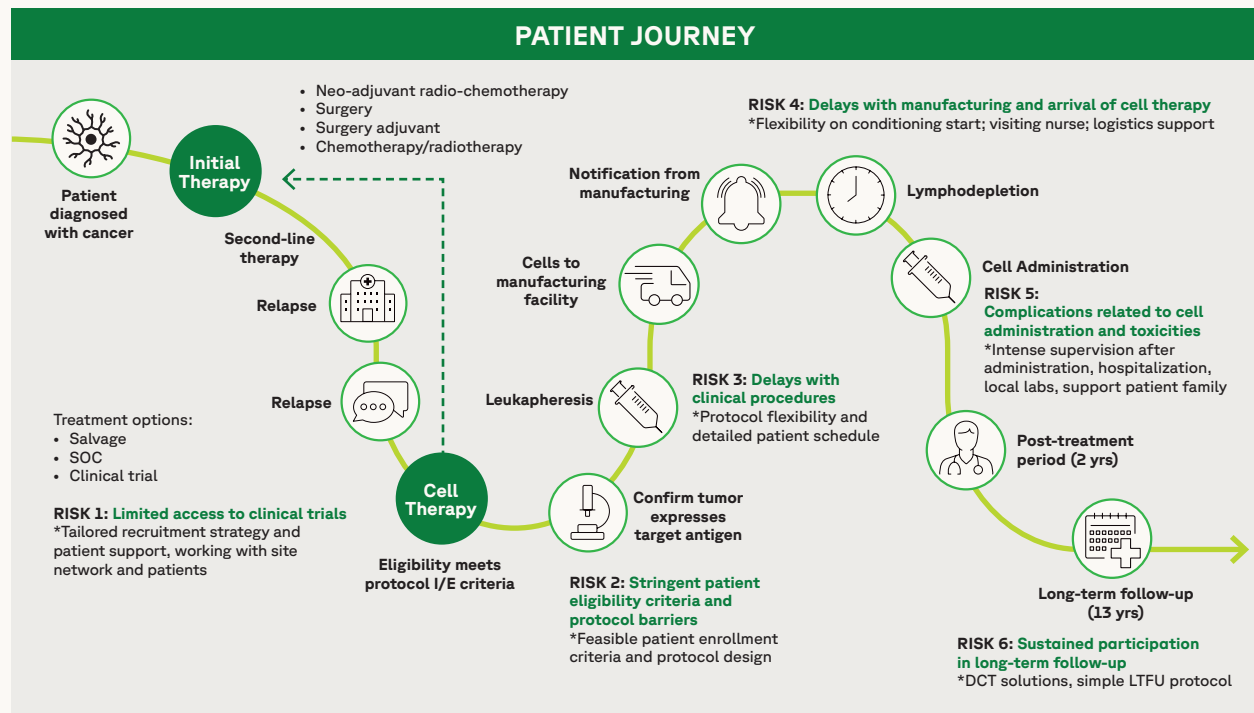 PATIENT JOURNEY
• Neo-adjuvant radio-chemotherapy
• Surgery
• Surgery adjuvant
• Chemotherapy/radiotherapy
Patient
diagnosed
with cancer
Initial
Therapy
Second-line
therapy
Relapse
Relapse
Treatment options:
• Salvage
• SOC
• Clinical trial
RISK 1: Limited access to clinical trials
*Tailored recruitment strategy and
patient support, working with site
network and patients
Cell
Therapy
Eligibility meets
protocol I/E criteria
Confirm tumor
expresses
target antigen
RISK 2: Stringent patient
eligibility criteria and
protocol barriers
*Feasible patient enrollment
criteria and protocol design
Leukapheresis
RISK 3: Delays with
clinical procedures
*Protocol flexibility and
detailed patient schedule
Cells to
manufacturing
facility
Notification from
manufacturing
RISK 4: Delays with manufacturing and arrival of cell therapy
*Flexibility on conditioning start; visiting nurse; logistics support
Lymphodepletion
Cell Administration
RISK 5:
Complications related to cell
administration and toxicities
*Intense supervision after
administration, hospitalization,
local labs, support patient family
Post-treatment
period (2 yrs)
Long-term follow-up
(13 yrs)
RISK 6: Sustained participation
in long-term follow-up
*DCT solutions, simple LTFU protocol